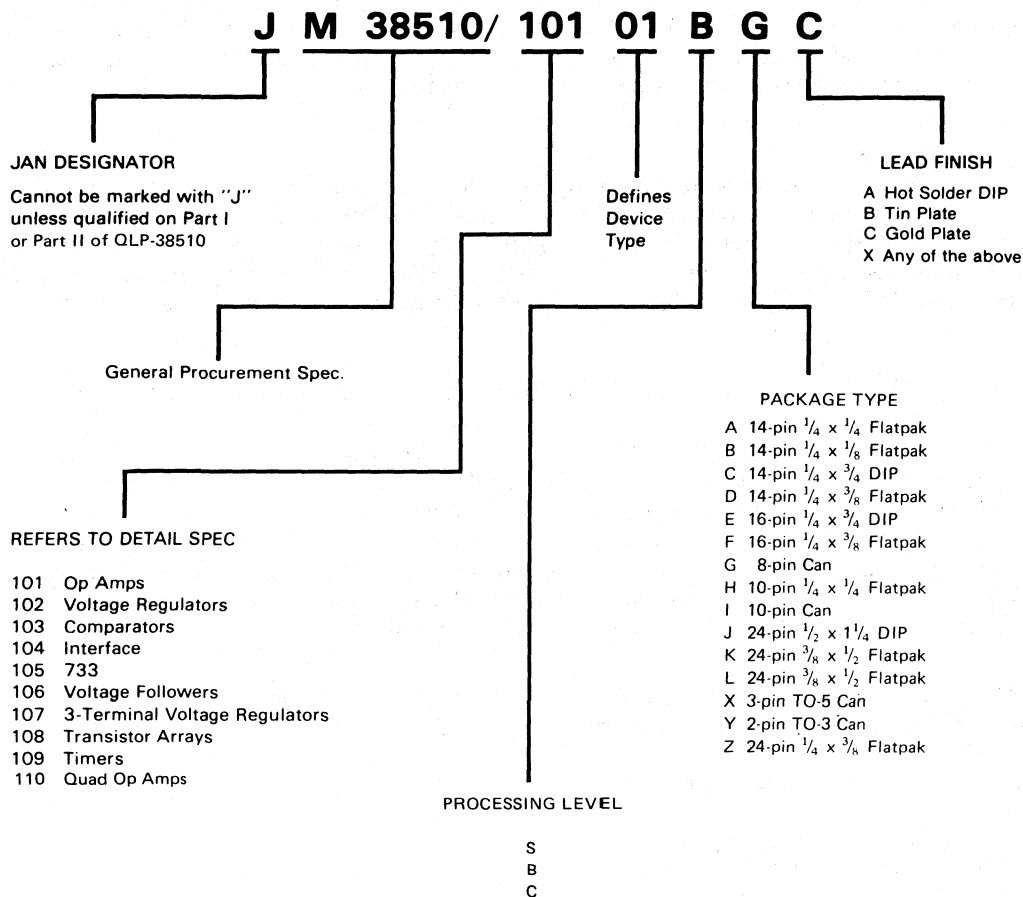 J M 38510/ 101 01 B G C
JAN DESIGNATOR
Cannot be marked with "J"
unless qualified on Part I
or Part II of QLP-38510
Defines
Device
Type
LEAD FINISH
A Hot Solder DIP
B Tin Plate
C Gold Plate
X Any of the above
General Procurement Spec.
PACKAGE TYPE
A 14-pin 1/4 x 1/4 Flatpak
B 14-pin 1/4 x 1/8 Flatpak
C 14-pin 1/4 x 3/4 DIP
D 14-pin 1/4 x 3/8 Flatpak
E 16-pin 1/4 x 3/4 DIP
F 16-pin 1/4 x 3/8 Flatpak
G 8-pin Can
H 10-pin 1/4 x 1/4 Flatpak
I 10-pin Can
J 24-pin 1/2 x 1 1/4 DIP
K 24-pin 3/8 x 1/2 Flatpak
L 24-pin 3/8 x 1/2 Flatpak
X 3-pin TO-5 Can
Y 2-pin TO-3 Can
Z 24-pin 1/4 x 3/8 Flatpak
REFERS TO DETAIL SPEC
101 Op Amps
102 Voltage Regulators
103 Comparators
104 Interface
105 733
106 Voltage Followers
107 3-Terminal Voltage Regulators
108 Transistor Arrays
109 Timers
110 Quad Op Amps
PROCESSING LEVEL
S
B
C